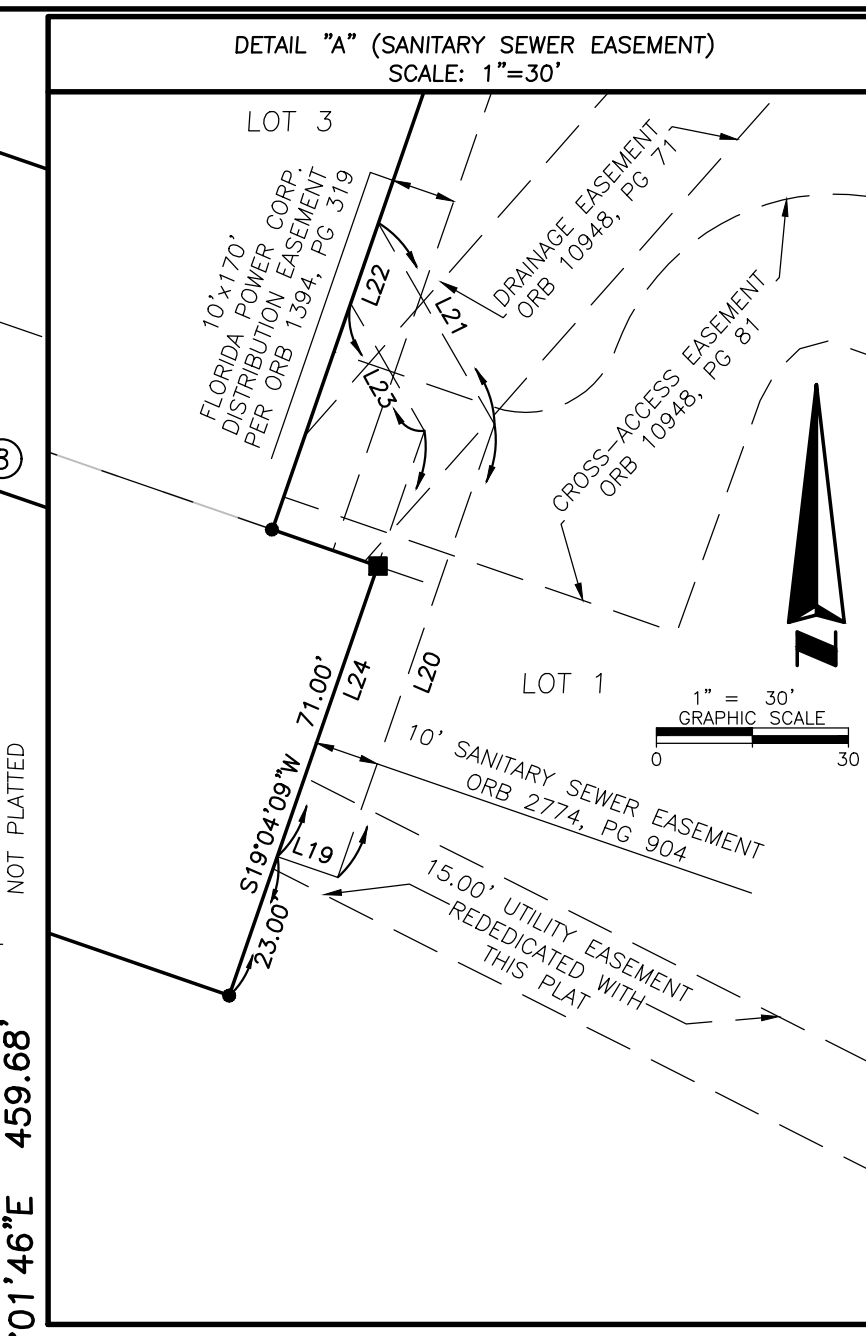 DETAIL "A" (SANITARY SEWER EASEMENT)
SCALE: 1"=30'
LOT 3
10'x170'
FLORIDA POWER CORP.
DISTRIBUTION EASEMENT
PER ORB 1394, PG 319
DRAINAGE EASEMENT
ORB 10948, PG 71
L22
L21
L23
CROSS-ACCESS EASEMENT
ORB 10948, PG 81
N
71.00'
L24
L20
LOT 1
1" = 30'
GRAPHIC SCALE
0 30
10' SANITARY SEWER EASEMENT
ORB 2774, PG 904
S19°04'09"W
L19
23.00'
15.00' UTILITY EASEMENT
REDEDICATED WITH
THIS PLAT
NOT PLATTED
°01'46"E 459.68'